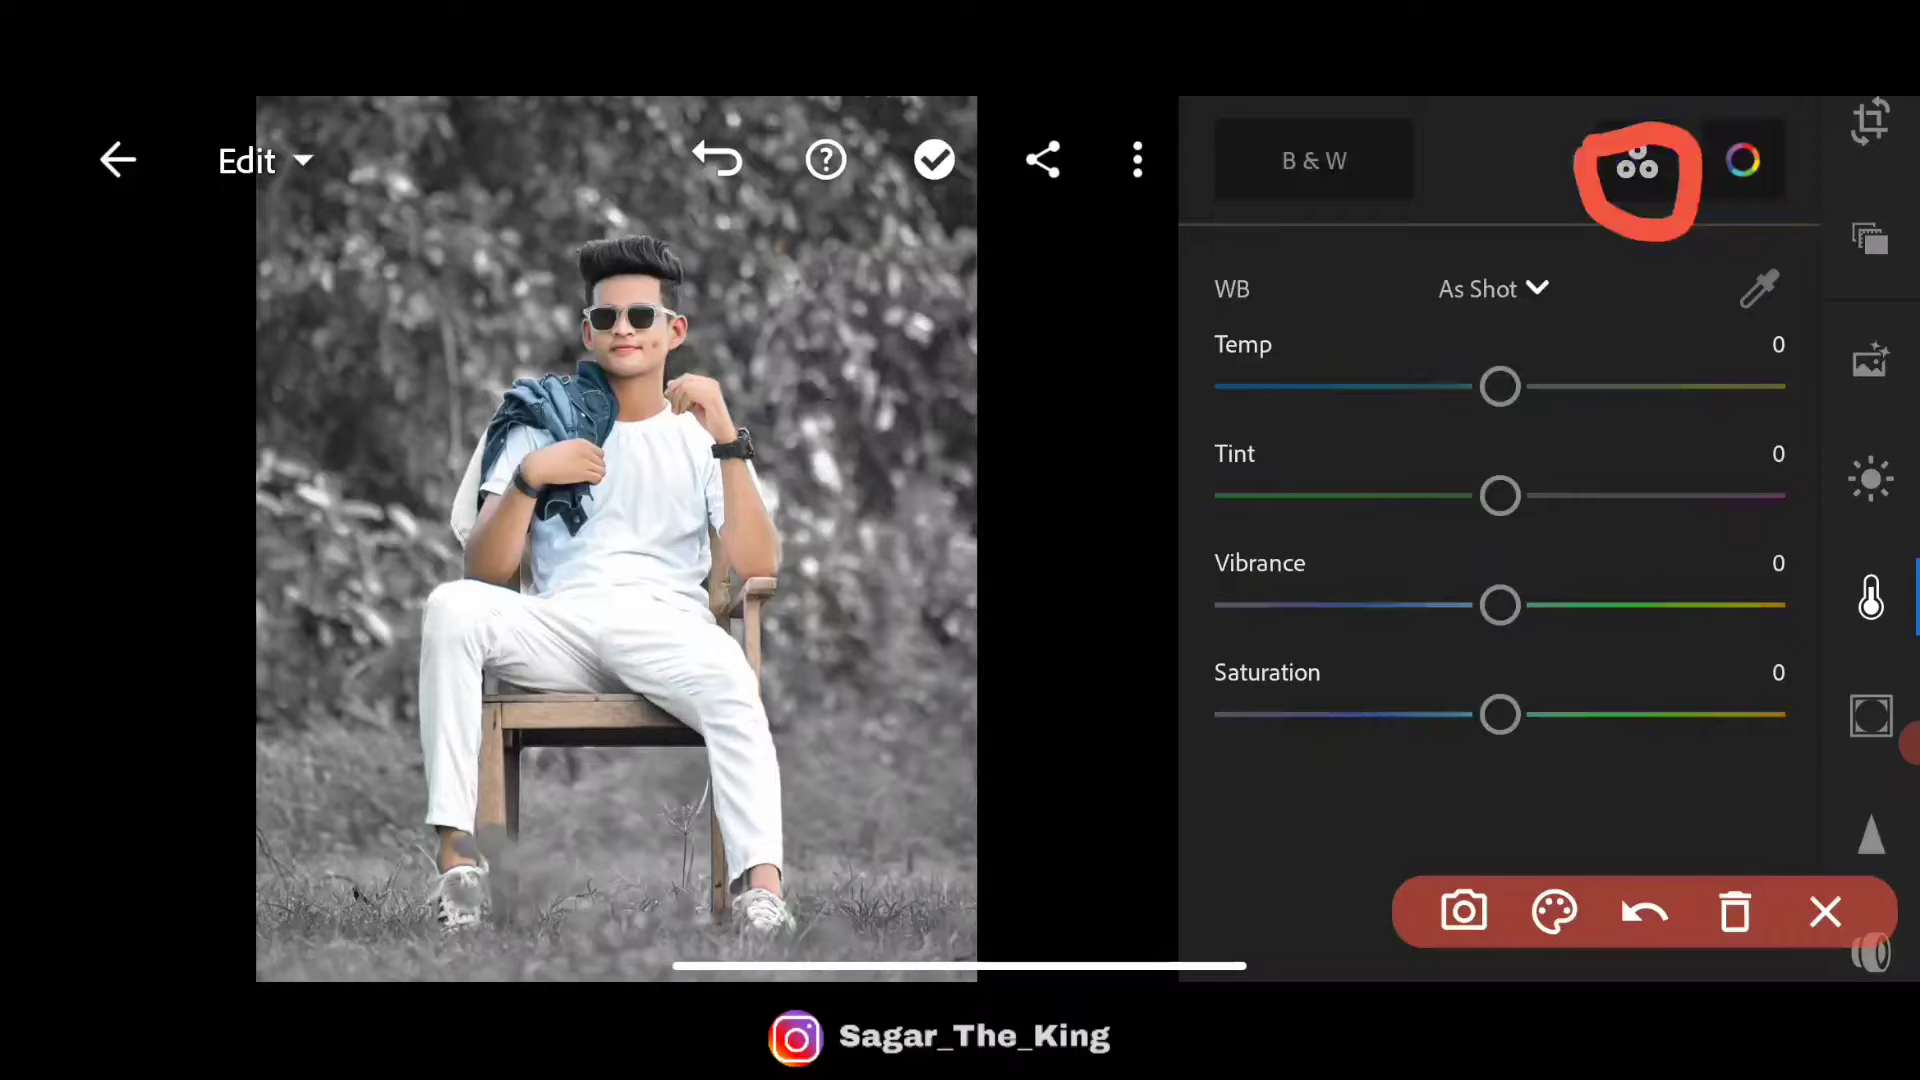 Edit
B & W
WB As Shot
Temp 0
Tint 0
Vibrance 0
Saturation 0
Sagar_The_King